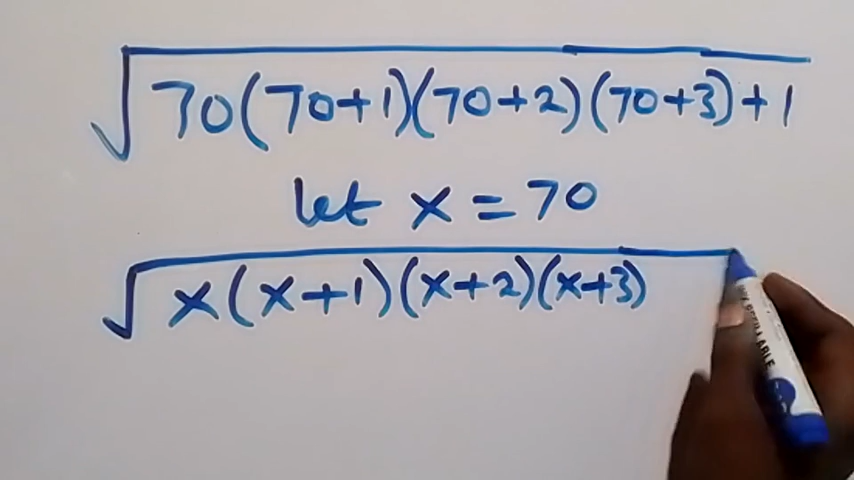 √70(70+1)(70+2)(70+3)+1
let x = 70
√x(x+1)(x+2)(x+3)